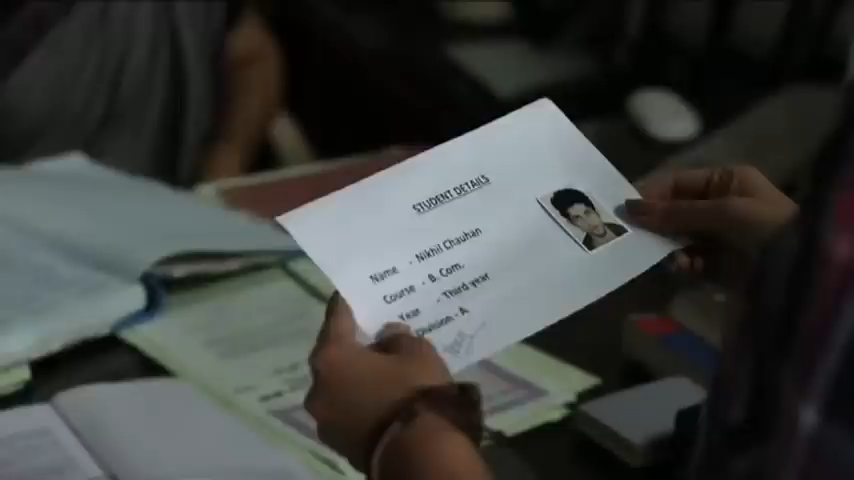 STUDENT DETAILS
Name - Nikhil Chauhan
Course - B. Com.
Year - Third year
Division - A